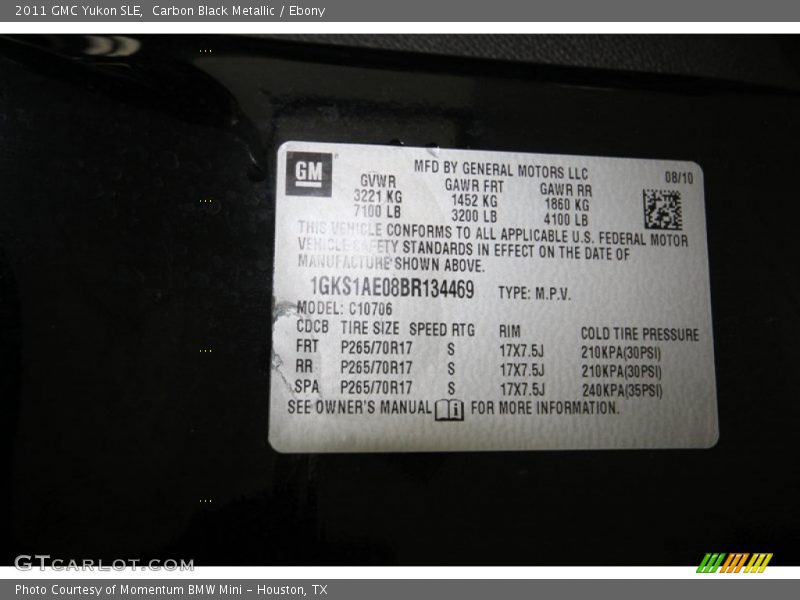 2011 GMC Yukon SLE,  Carbon Black Metallic / Ebony
GM
MFD BY GENERAL MOTORS LLC 08/10
GVWR GAWR FRT GAWR RR
3221 KG 1452 KG 1860 KG
7100 LB 3200 LB 4100 LB
THIS VEHICLE CONFORMS TO ALL APPLICABLE U.S. FEDERAL MOTOR
VEHICLE SAFETY STANDARDS IN EFFECT ON THE DATE OF
MANUFACTURE SHOWN ABOVE.
1GKS1AE08BR134469 TYPE: M.P.V.
MODEL: C10706
CDCB TIRE SIZE SPEED RTG RIM COLD TIRE PRESSURE
FRT P265/70R17 S 17X7.5J 210KPA(30PSI)
RR P265/70R17 S 17X7.5J 210KPA(30PSI)
SPA P265/70R17 S 17X7.5J 240KPA(35PSI)
SEE OWNER'S MANUAL i FOR MORE INFORMATION.
GTCARLOT.COM
Photo Courtesy of Momentum BMW Mini - Houston, TX